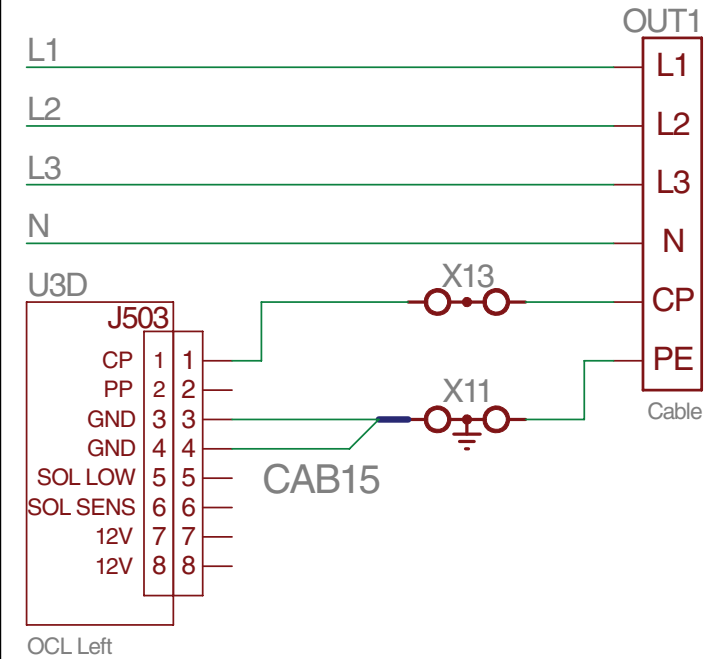 OUT1
L1 L1
L2 L2
L3 L3
N N
U3D X13 CP
J503
CP 1 1 PE
PP 2 2 X11
GND 3 3 Cable
GND 4 4
SOL LOW 5 5 CAB15
SOL SENS 6 6
12V 7 7
12V 8 8
OCL Left